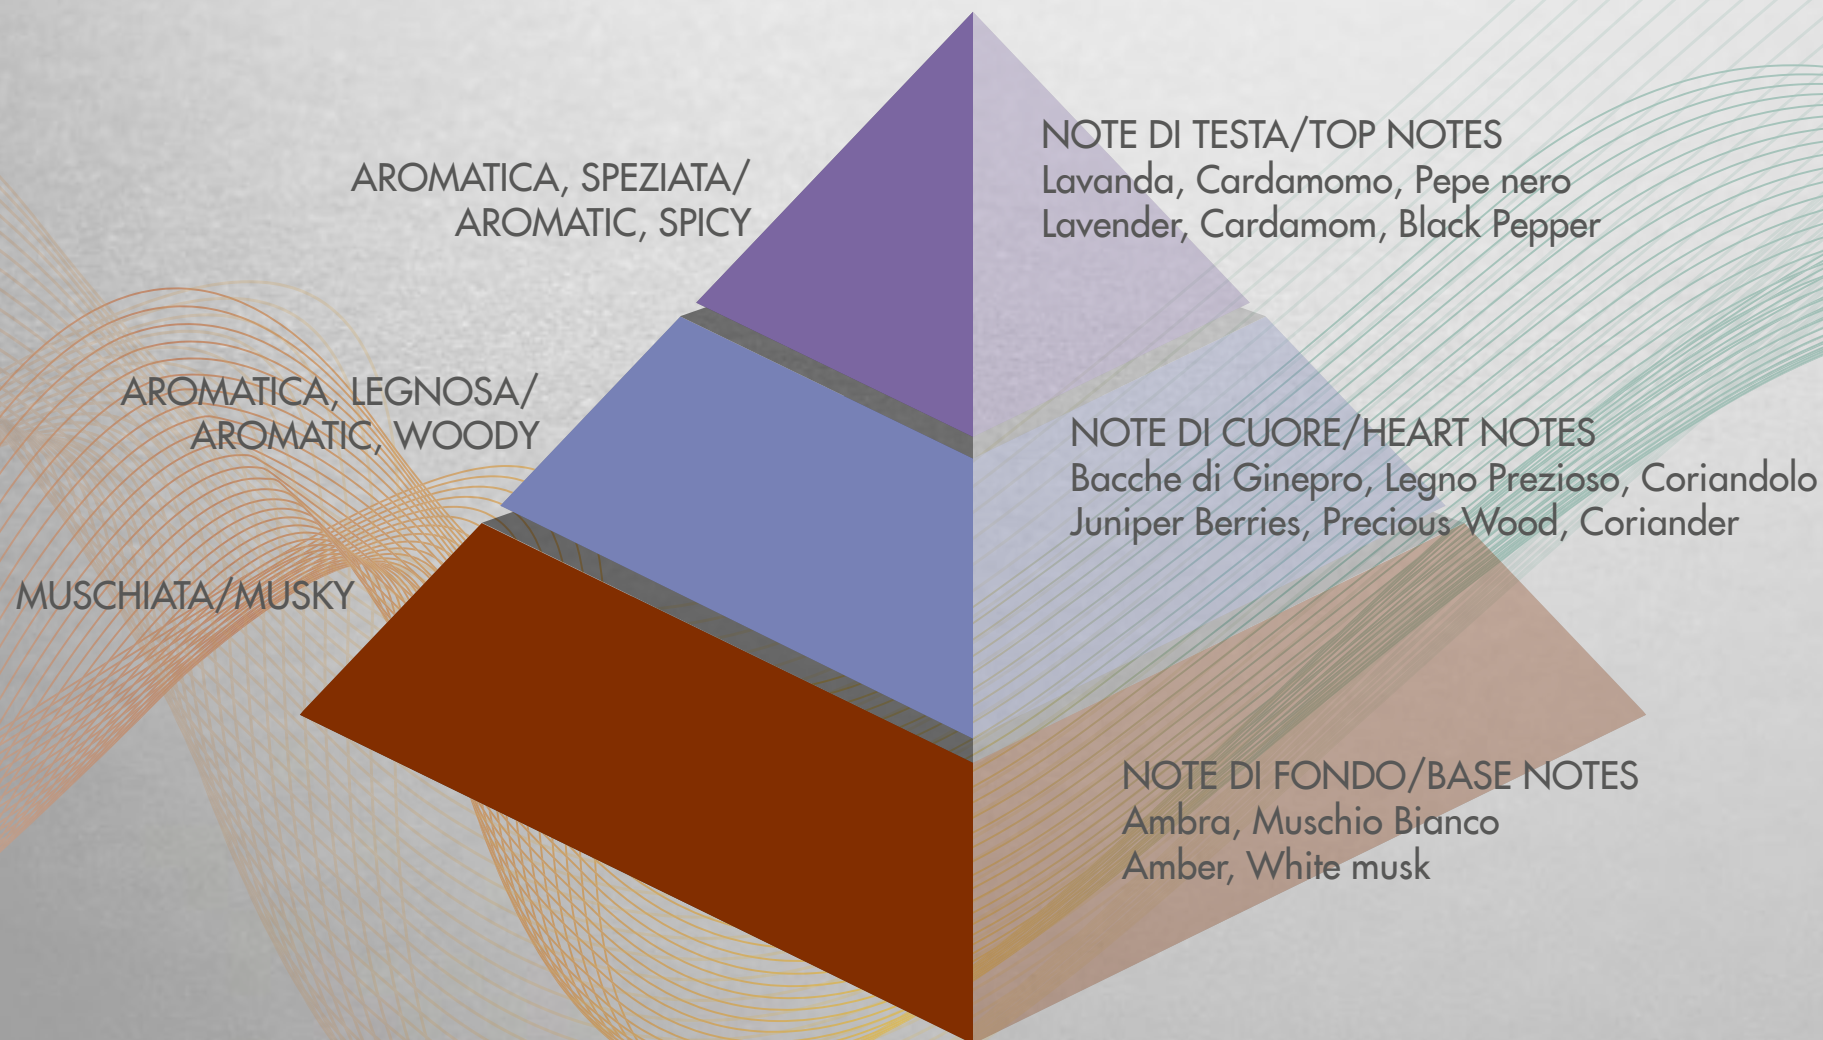 AROMATICA, SPEZIATA/
AROMATIC, SPICY
NOTE DI TESTA/TOP NOTES
Lavanda, Cardamomo, Pepe nero
Lavender, Cardamom, Black Pepper
AROMATICA, LEGNOSA/
AROMATIC, WOODY
NOTE DI CUORE/HEART NOTES
Bacche di Ginepro, Legno Prezioso, Coriandolo
Juniper Berries, Precious Wood, Coriander
MUSCHIATA/MUSKY
NOTE DI FONDO/BASE NOTES
Ambra, Muschio Bianco
Amber, White musk